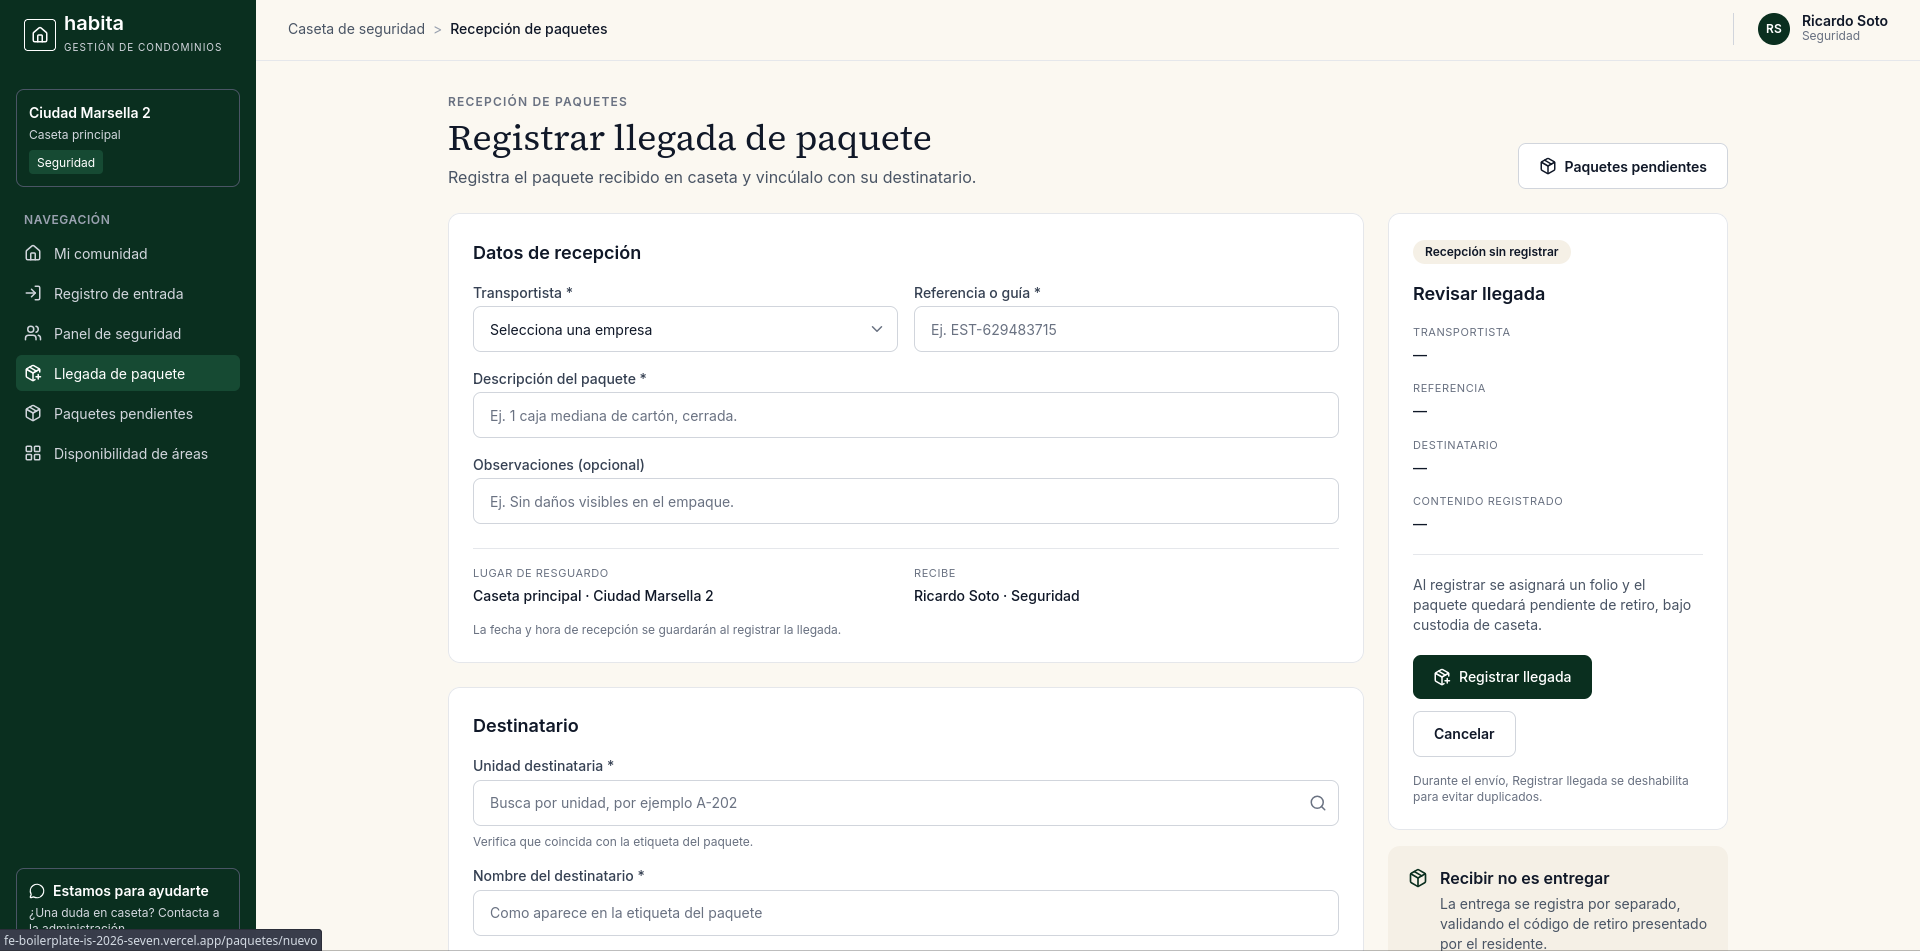 habita
GESTIÓN DE CONDOMINIOS
Ciudad Marsella 2
Caseta principal
Seguridad
NAVEGACIÓN
Mi comunidad
Registro de entrada
Panel de seguridad
Llegada de paquete
Paquetes pendientes
Disponibilidad de áreas
Estamos para ayudarte
¿Una duda en caseta? Contacta a
la administración
fe-boilerplate-is-2026-seven.vercel.app/paquetes/nuevo
Caseta de seguridad > Recepción de paquetes
RS
Ricardo Soto
Seguridad
RECEPCIÓN DE PAQUETES
Registrar llegada de paquete
Registra el paquete recibido en caseta y vincúlalo con su destinatario.
Paquetes pendientes
Datos de recepción
Transportista *
Selecciona una empresa
Referencia o guía *
Ej. EST-629483715
Descripción del paquete *
Ej. 1 caja mediana de cartón, cerrada.
Observaciones (opcional)
Ej. Sin daños visibles en el empaque.
LUGAR DE RESGUARDO
Caseta principal · Ciudad Marsella 2
RECIBE
Ricardo Soto · Seguridad
La fecha y hora de recepción se guardarán al registrar la llegada.
Destinatario
Unidad destinataria *
Busca por unidad, por ejemplo A-202
Verifica que coincida con la etiqueta del paquete.
Nombre del destinatario *
Como aparece en la etiqueta del paquete
Recepción sin registrar
Revisar llegada
TRANSPORTISTA
—
REFERENCIA
—
DESTINATARIO
—
CONTENIDO REGISTRADO
—
Al registrar se asignará un folio y el
paquete quedará pendiente de retiro, bajo
custodia de caseta.
Registrar llegada
Cancelar
Durante el envío, Registrar llegada se deshabilita
para evitar duplicados.
Recibir no es entregar
La entrega se registra por separado,
validando el código de retiro presentado
por el residente.